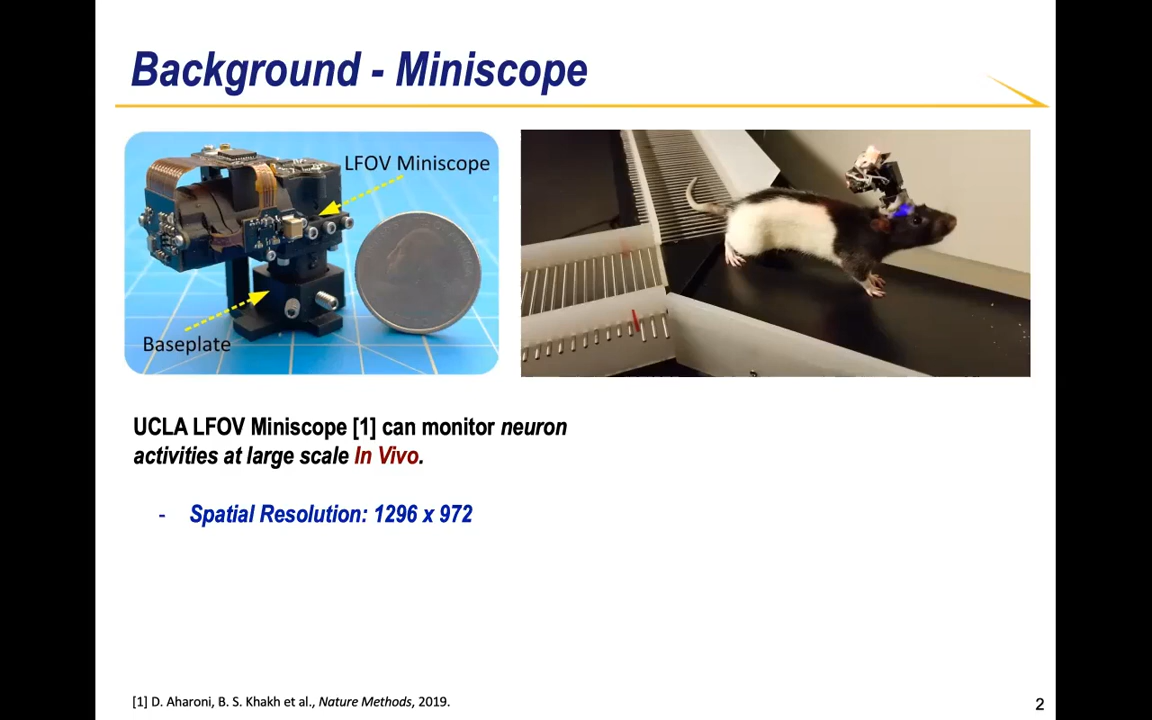 Background - Miniscope
LFOV Miniscope
Baseplate
UCLA LFOV Miniscope [1] can monitor neuron
activities at large scale In Vivo.
- Spatial Resolution: 1296 x 972
[1] D. Aharoni, B. S. Khakh et al., Nature Methods, 2019.
2